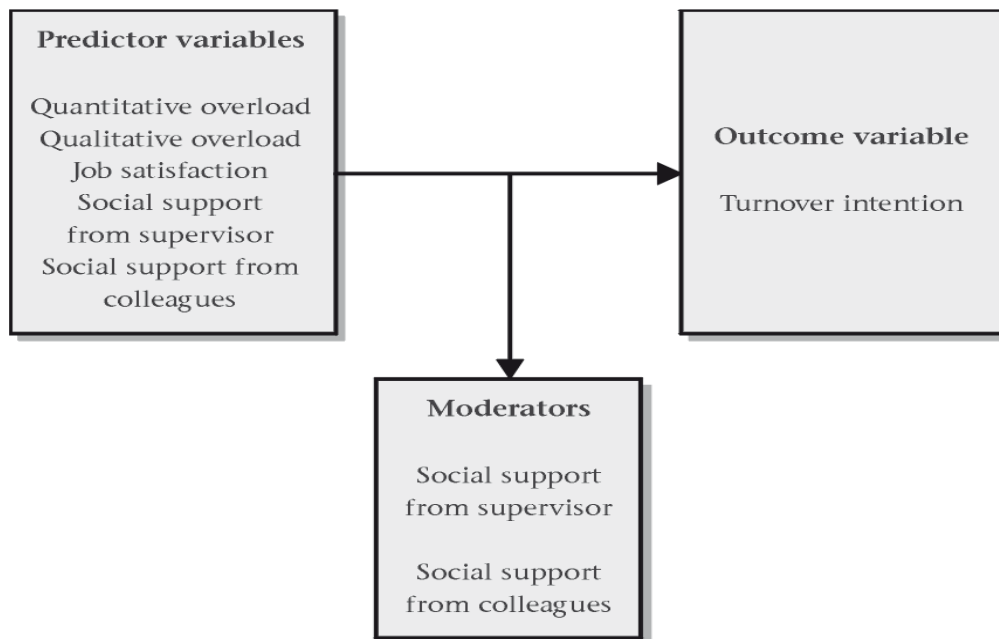 Predictor variables
Quantitative overload
Qualitative overload
Job satisfaction
Social support
from supervisor
Social support from
colleagues
Outcome variable
Turnover intention
Moderators
Social support
from supervisor
Social support
from colleagues